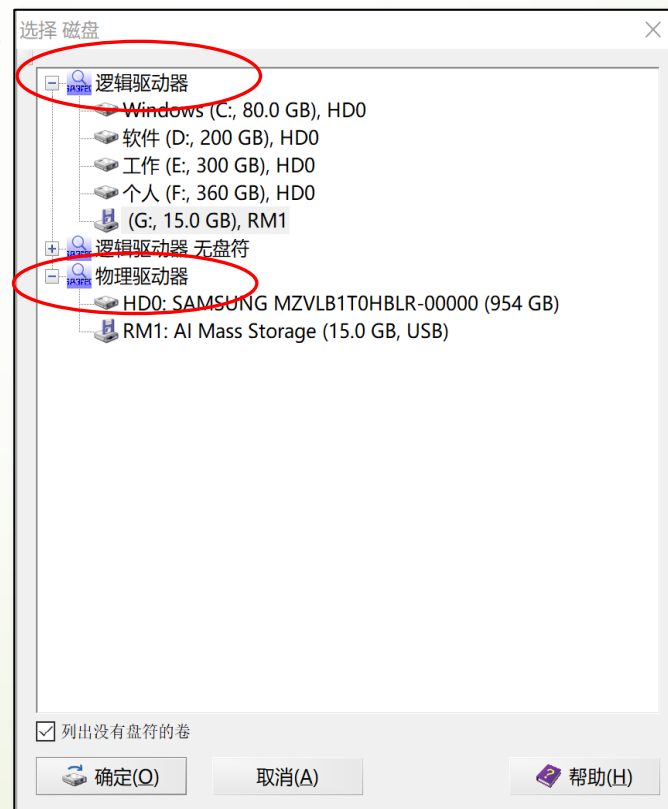 选择 磁盘
逻辑驱动器
Windows (C:, 80.0 GB), HD0
软件 (D:, 200 GB), HD0
工作 (E:, 300 GB), HD0
个人 (F:, 360 GB), HD0
(G:, 15.0 GB), RM1
逻辑驱动器 无盘符
物理驱动器
HD0: SAMSUNG MZVLB1T0HBLR-00000 (954 GB)
RM1: AI Mass Storage (15.0 GB, USB)
列出没有盘符的卷
确定(O) 取消(A) 帮助(H)